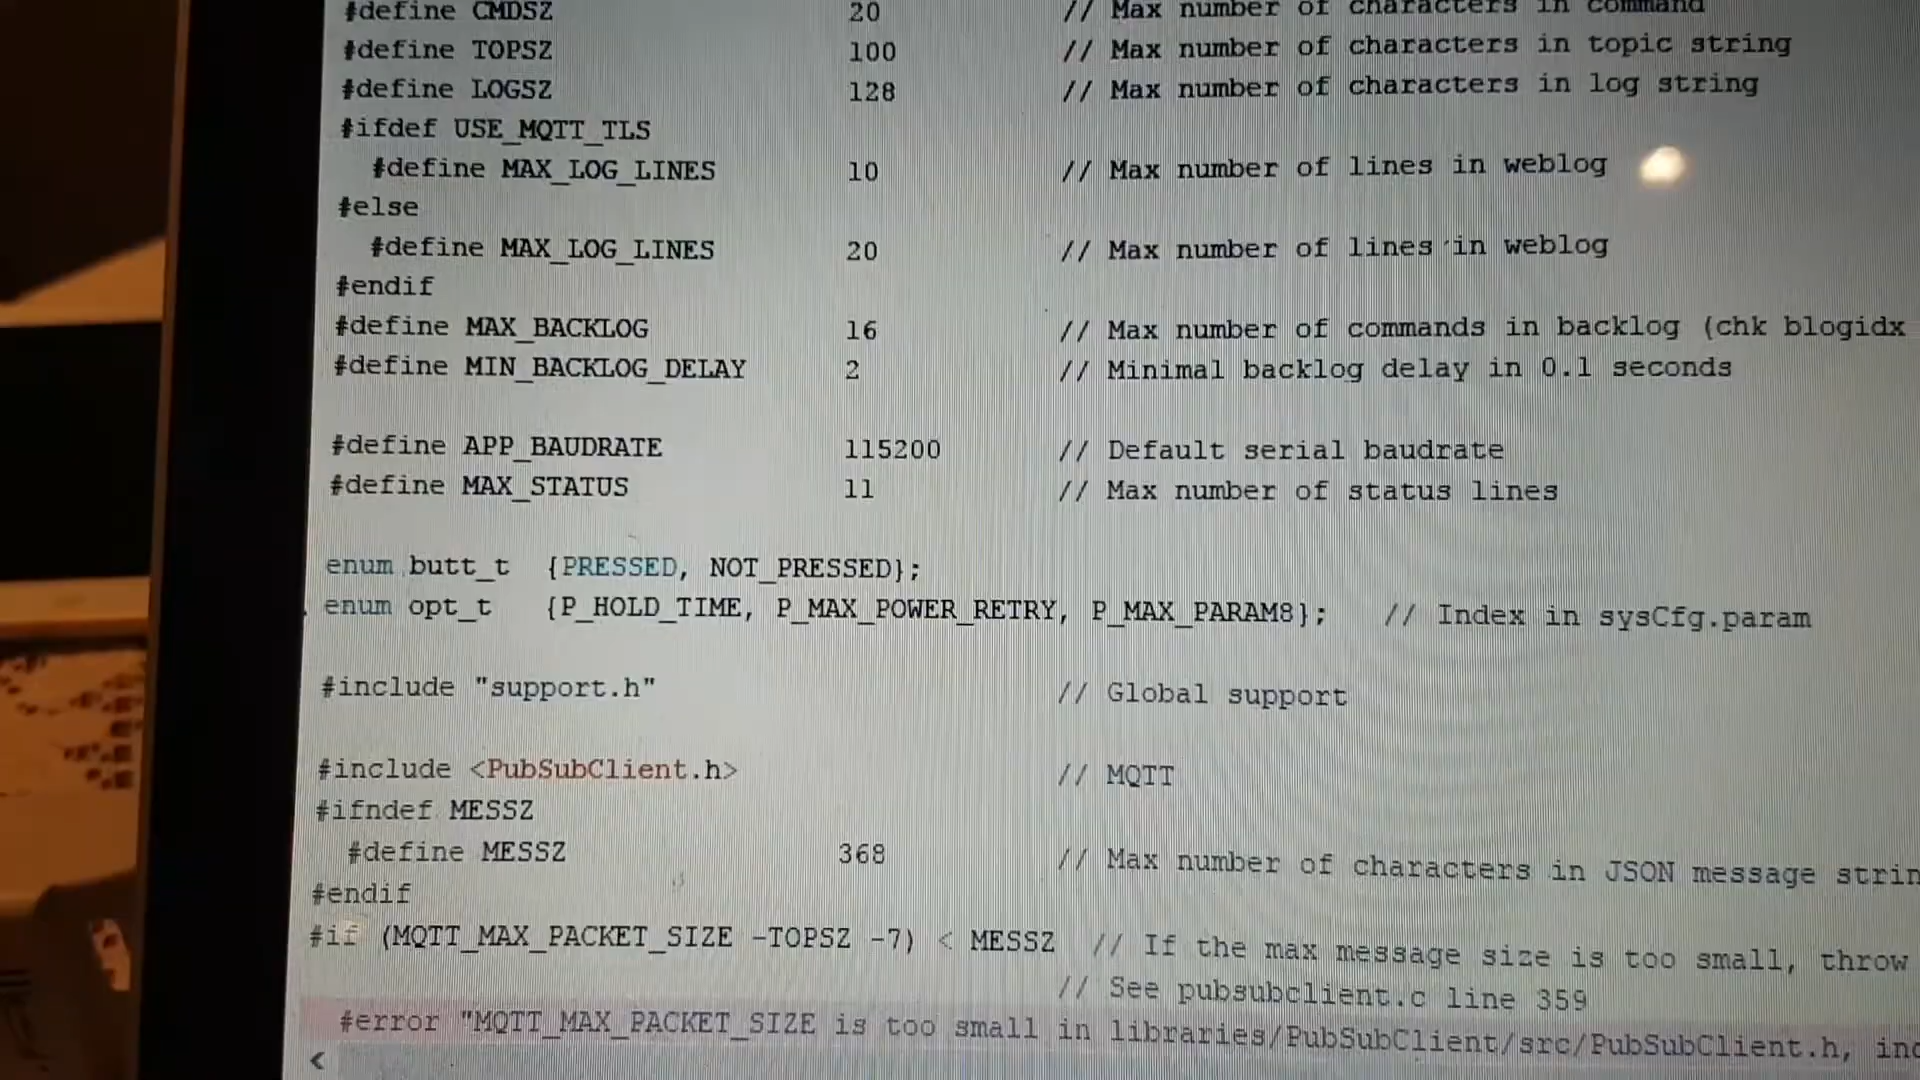 #define CMDSZ 20 // Max number of characters in command
#define TOPSZ 100 // Max number of characters in topic string
#define LOGSZ 128 // Max number of characters in log string
#ifdef USE_MQTT_TLS
#define MAX_LOG_LINES 10 // Max number of lines in weblog
#else
#define MAX_LOG_LINES 20 // Max number of lines in weblog
#endif
#define MAX_BACKLOG 16 // Max number of commands in backlog (chk blogidx
#define MIN_BACKLOG_DELAY 2 // Minimal backlog delay in 0.1 seconds
#define APP_BAUDRATE 115200 // Default serial baudrate
#define MAX_STATUS 11 // Max number of status lines
enum butt_t {PRESSED, NOT_PRESSED};
enum opt_t {P_HOLD_TIME, P_MAX_POWER_RETRY, P_MAX_PARAM8}; // Index in sysCfg.param
#include "support.h" // Global support
#include <PubSubClient.h> // MQTT
#ifndef MESSZ
#define MESSZ 368 // Max number of characters in JSON message strin
#endif
#if (MQTT_MAX_PACKET_SIZE -TOPSZ -7) < MESSZ // If the max message size is too small, throw
// See pubsubclient.c line 359
#error "MQTT_MAX_PACKET_SIZE is too small in libraries/PubSubClient/src/PubSubClient.h, inc